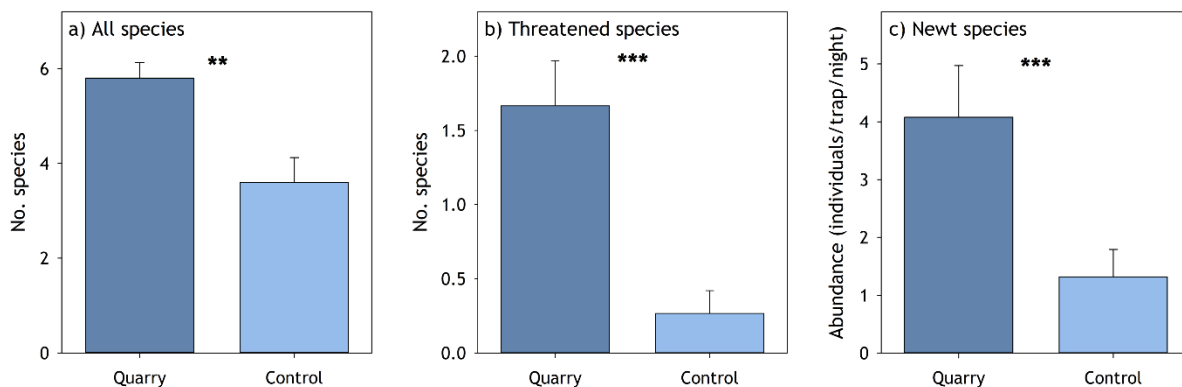 a) All species
**
No. species
6
4
2
0
Quarry Control
b) Threatened species
***
No. species
2.0
1.5
1.0
0.5
0.0
Quarry Control
c) Newt species
***
Abundance (individuals/trap/night)
5
4
3
2
1
0
Quarry Control